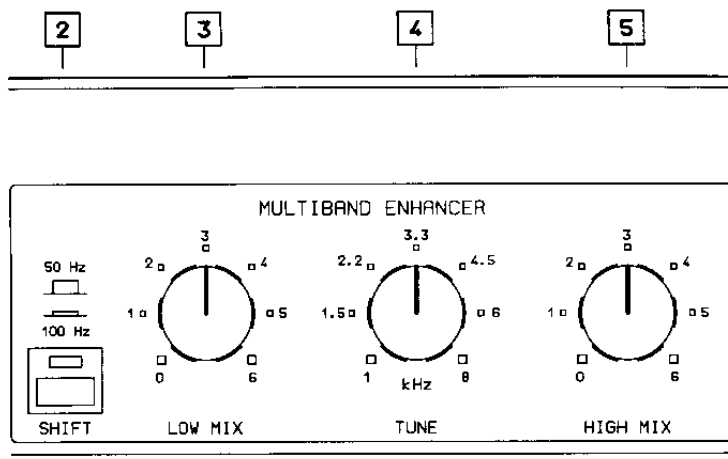 2 3 4 5
MULTIBAND ENHANCER
3 3.3 3
50 Hz 2 4 2.2 4.5 2 4
1 5 1.5 6 1 5
100 Hz
0 6 1 kHz 8 0 6
SHIFT LOW MIX TUNE HIGH MIX